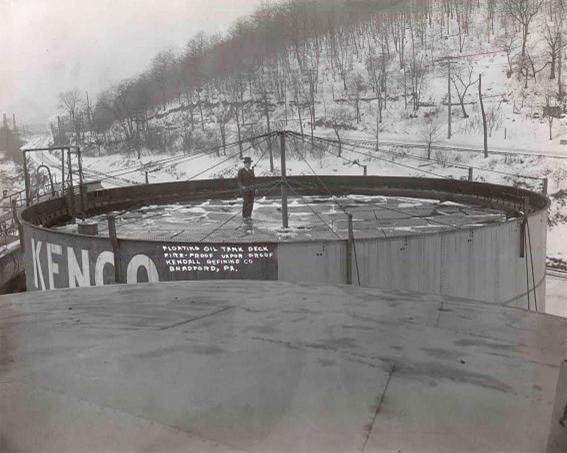 KENCO
FLOATING OIL TANK DECK
FIRE-PROOF VAPOR PROOF
KENDALL REFINING CO
BRADFORD, PA.